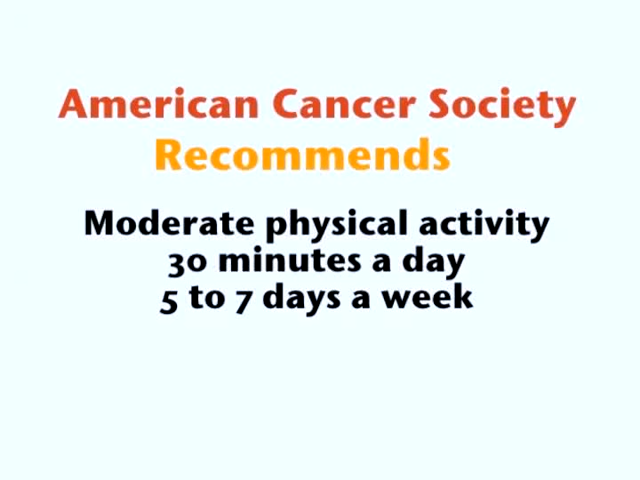 American Cancer Society
Recommends
Moderate physical activity
30 minutes a day
5 to 7 days a week